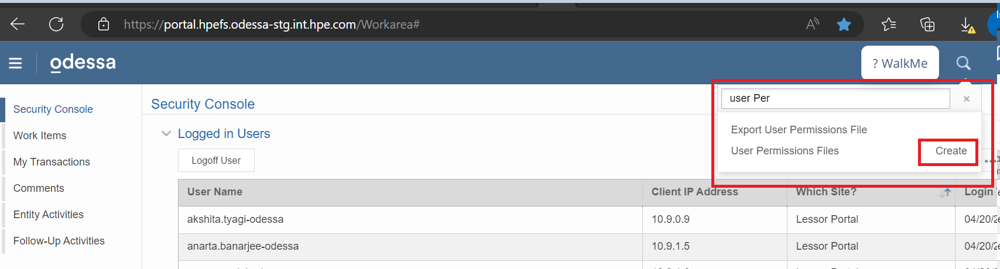 https://portal.hpefs.odessa-stg.int.hpe.com/Workarea#
odessa
? WalkMe
user Per
Export User Permissions File
User Permissions Files Create
Security Console
Work Items
My Transactions
Comments
Entity Activities
Follow-Up Activities
Security Console
Logged in Users
Logoff User
User Name Client IP Address Which Site? Login
akshita.tyagi-odessa 10.9.0.9 Lessor Portal 04/20/2
anarta.banarjee-odessa 10.9.1.5 Lessor Portal 04/20/2